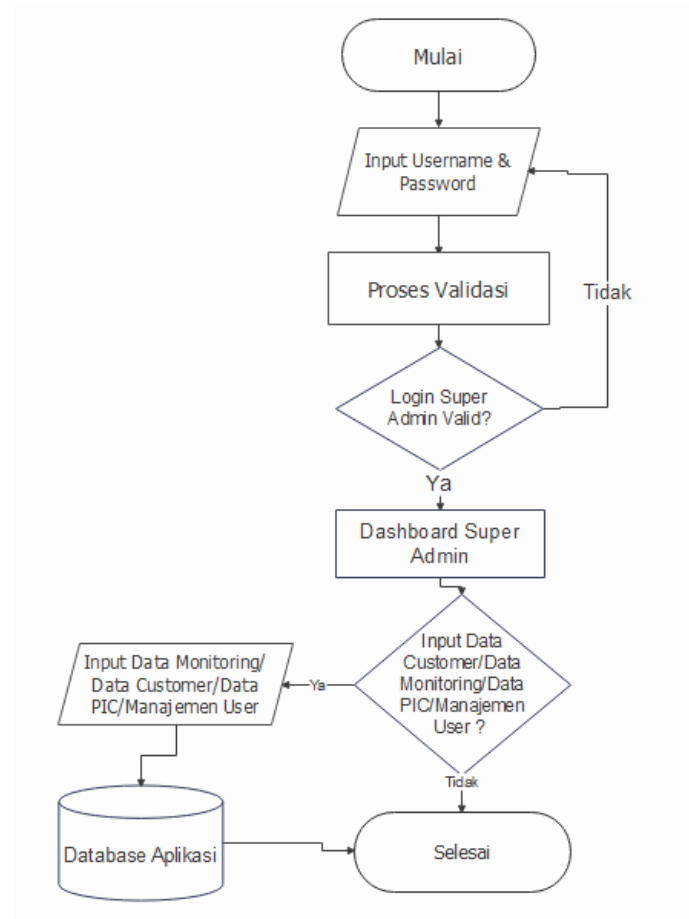 Mulai
Input Username &
Password
Proses Validasi
Tidak
Login Super
Admin Valid?
Ya
Dashboard Super
Admin
Input Data
Customer/Data
Monitoring/Data
PIC/Manajemen
User ?
Ya
Input Data Monitoring/
Data Customer/Data
PIC/Manajemen User
Tidak
Database Aplikasi
Selesai